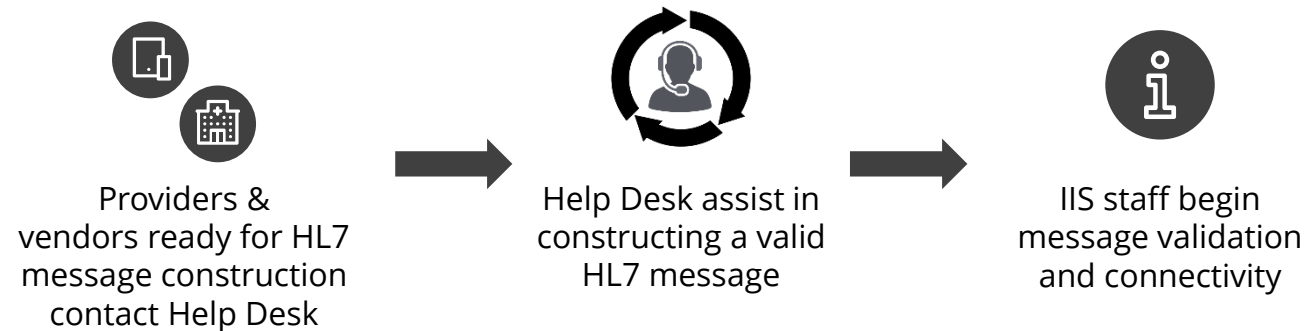 Providers &
vendors ready for HL7
message construction
contact Help Desk
Help Desk assist in
constructing a valid
HL7 message
IIS staff begin
message validation
and connectivity